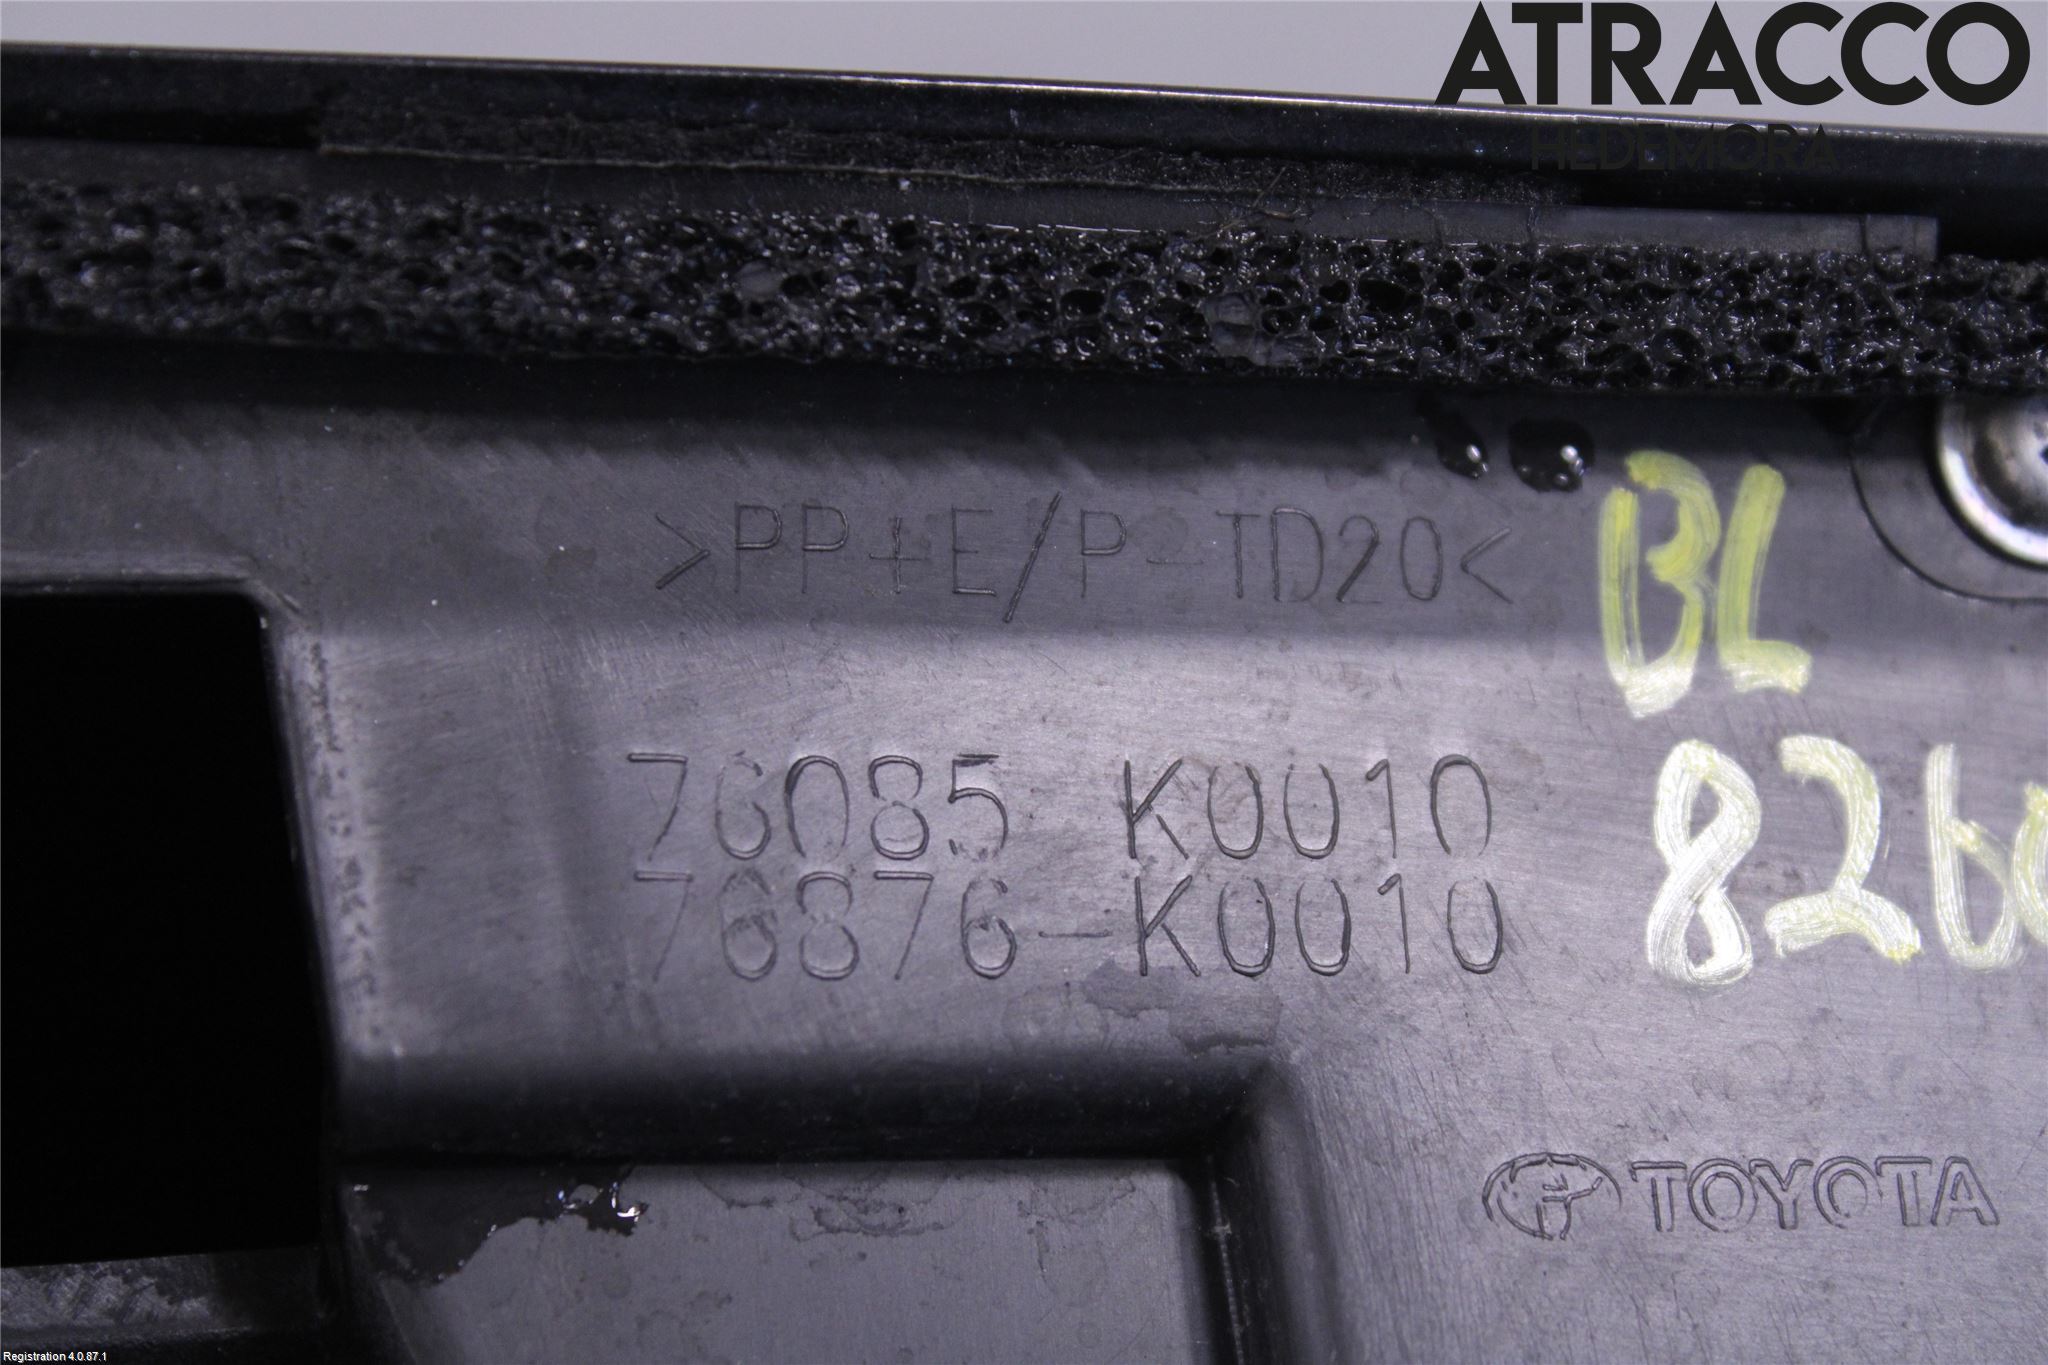 ATRACCO
HEDEMORA
>PP+E/P-TD20<
BL
76085-K0010
76876-K0010
TOYOTA
Registration 4.0.87.1